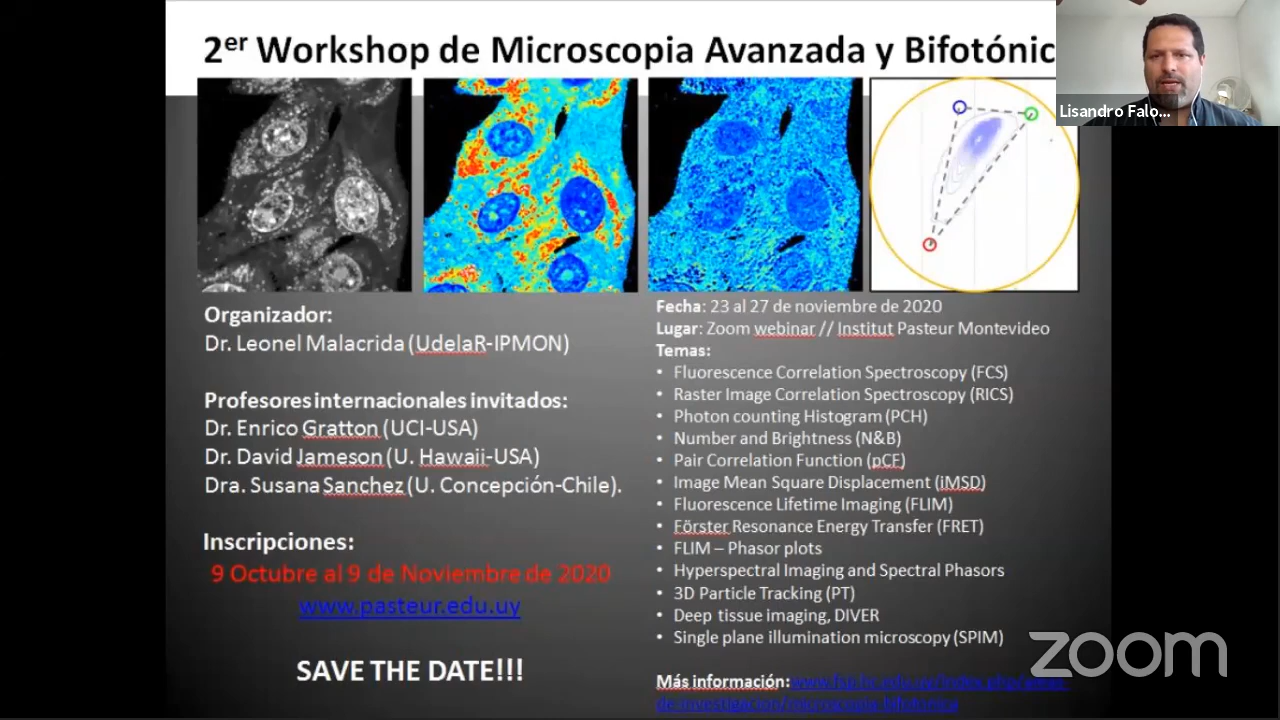 2er Workshop de Microscopia Avanzada y Bifotónic
Lisandro Falo...
Organizador:
Dr. Leonel Malacrida (UdelaR-IPMON)
Profesores internacionales invitados:
Dr. Enrico Gratton (UCI-USA)
Dr. David Jameson (U. Hawaii-USA)
Dra. Susana Sanchez (U. Concepción-Chile).
Inscripciones:
9 Octubre al 9 de Noviembre de 2020
www.pasteur.edu.uy
SAVE THE DATE!!!
Fecha: 23 al 27 de noviembre de 2020
Lugar: Zoom webinar // Institut Pasteur Montevideo
Temas:
• Fluorescence Correlation Spectroscopy (FCS)
• Raster Image Correlation Spectroscopy (RICS)
• Photon counting Histogram (PCH)
• Number and Brightness (N&B)
• Pair Correlation Function (pCF)
• Image Mean Square Displacement (iMSD)
• Fluorescence Lifetime Imaging (FLIM)
• Förster Resonance Energy Transfer (FRET)
• FLIM – Phasor plots
• Hyperspectral Imaging and Spectral Phasors
• 3D Particle Tracking (PT)
• Deep tissue imaging, DIVER
• Single plane illumination microscopy (SPIM)
Más información:
de-investigacion/microscopia-bifotonica
zoom